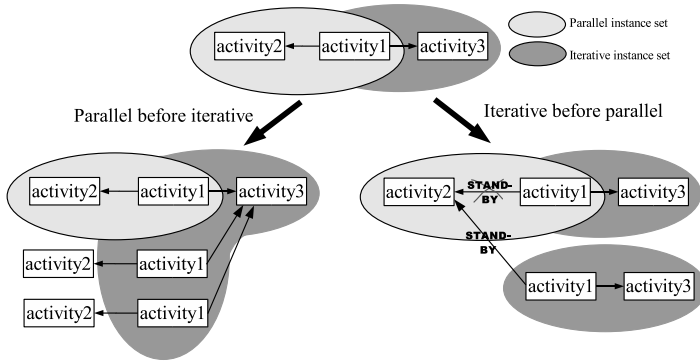 Parallel instance set
activity2 activity1 activity3
Iterative instance set
Parallel before iterative
Iterative before parallel
activity2 activity1 activity3
activity2 STAND-BY activity1 activity3
STAND-BY
activity2 activity1
activity1 activity3
activity2 activity1